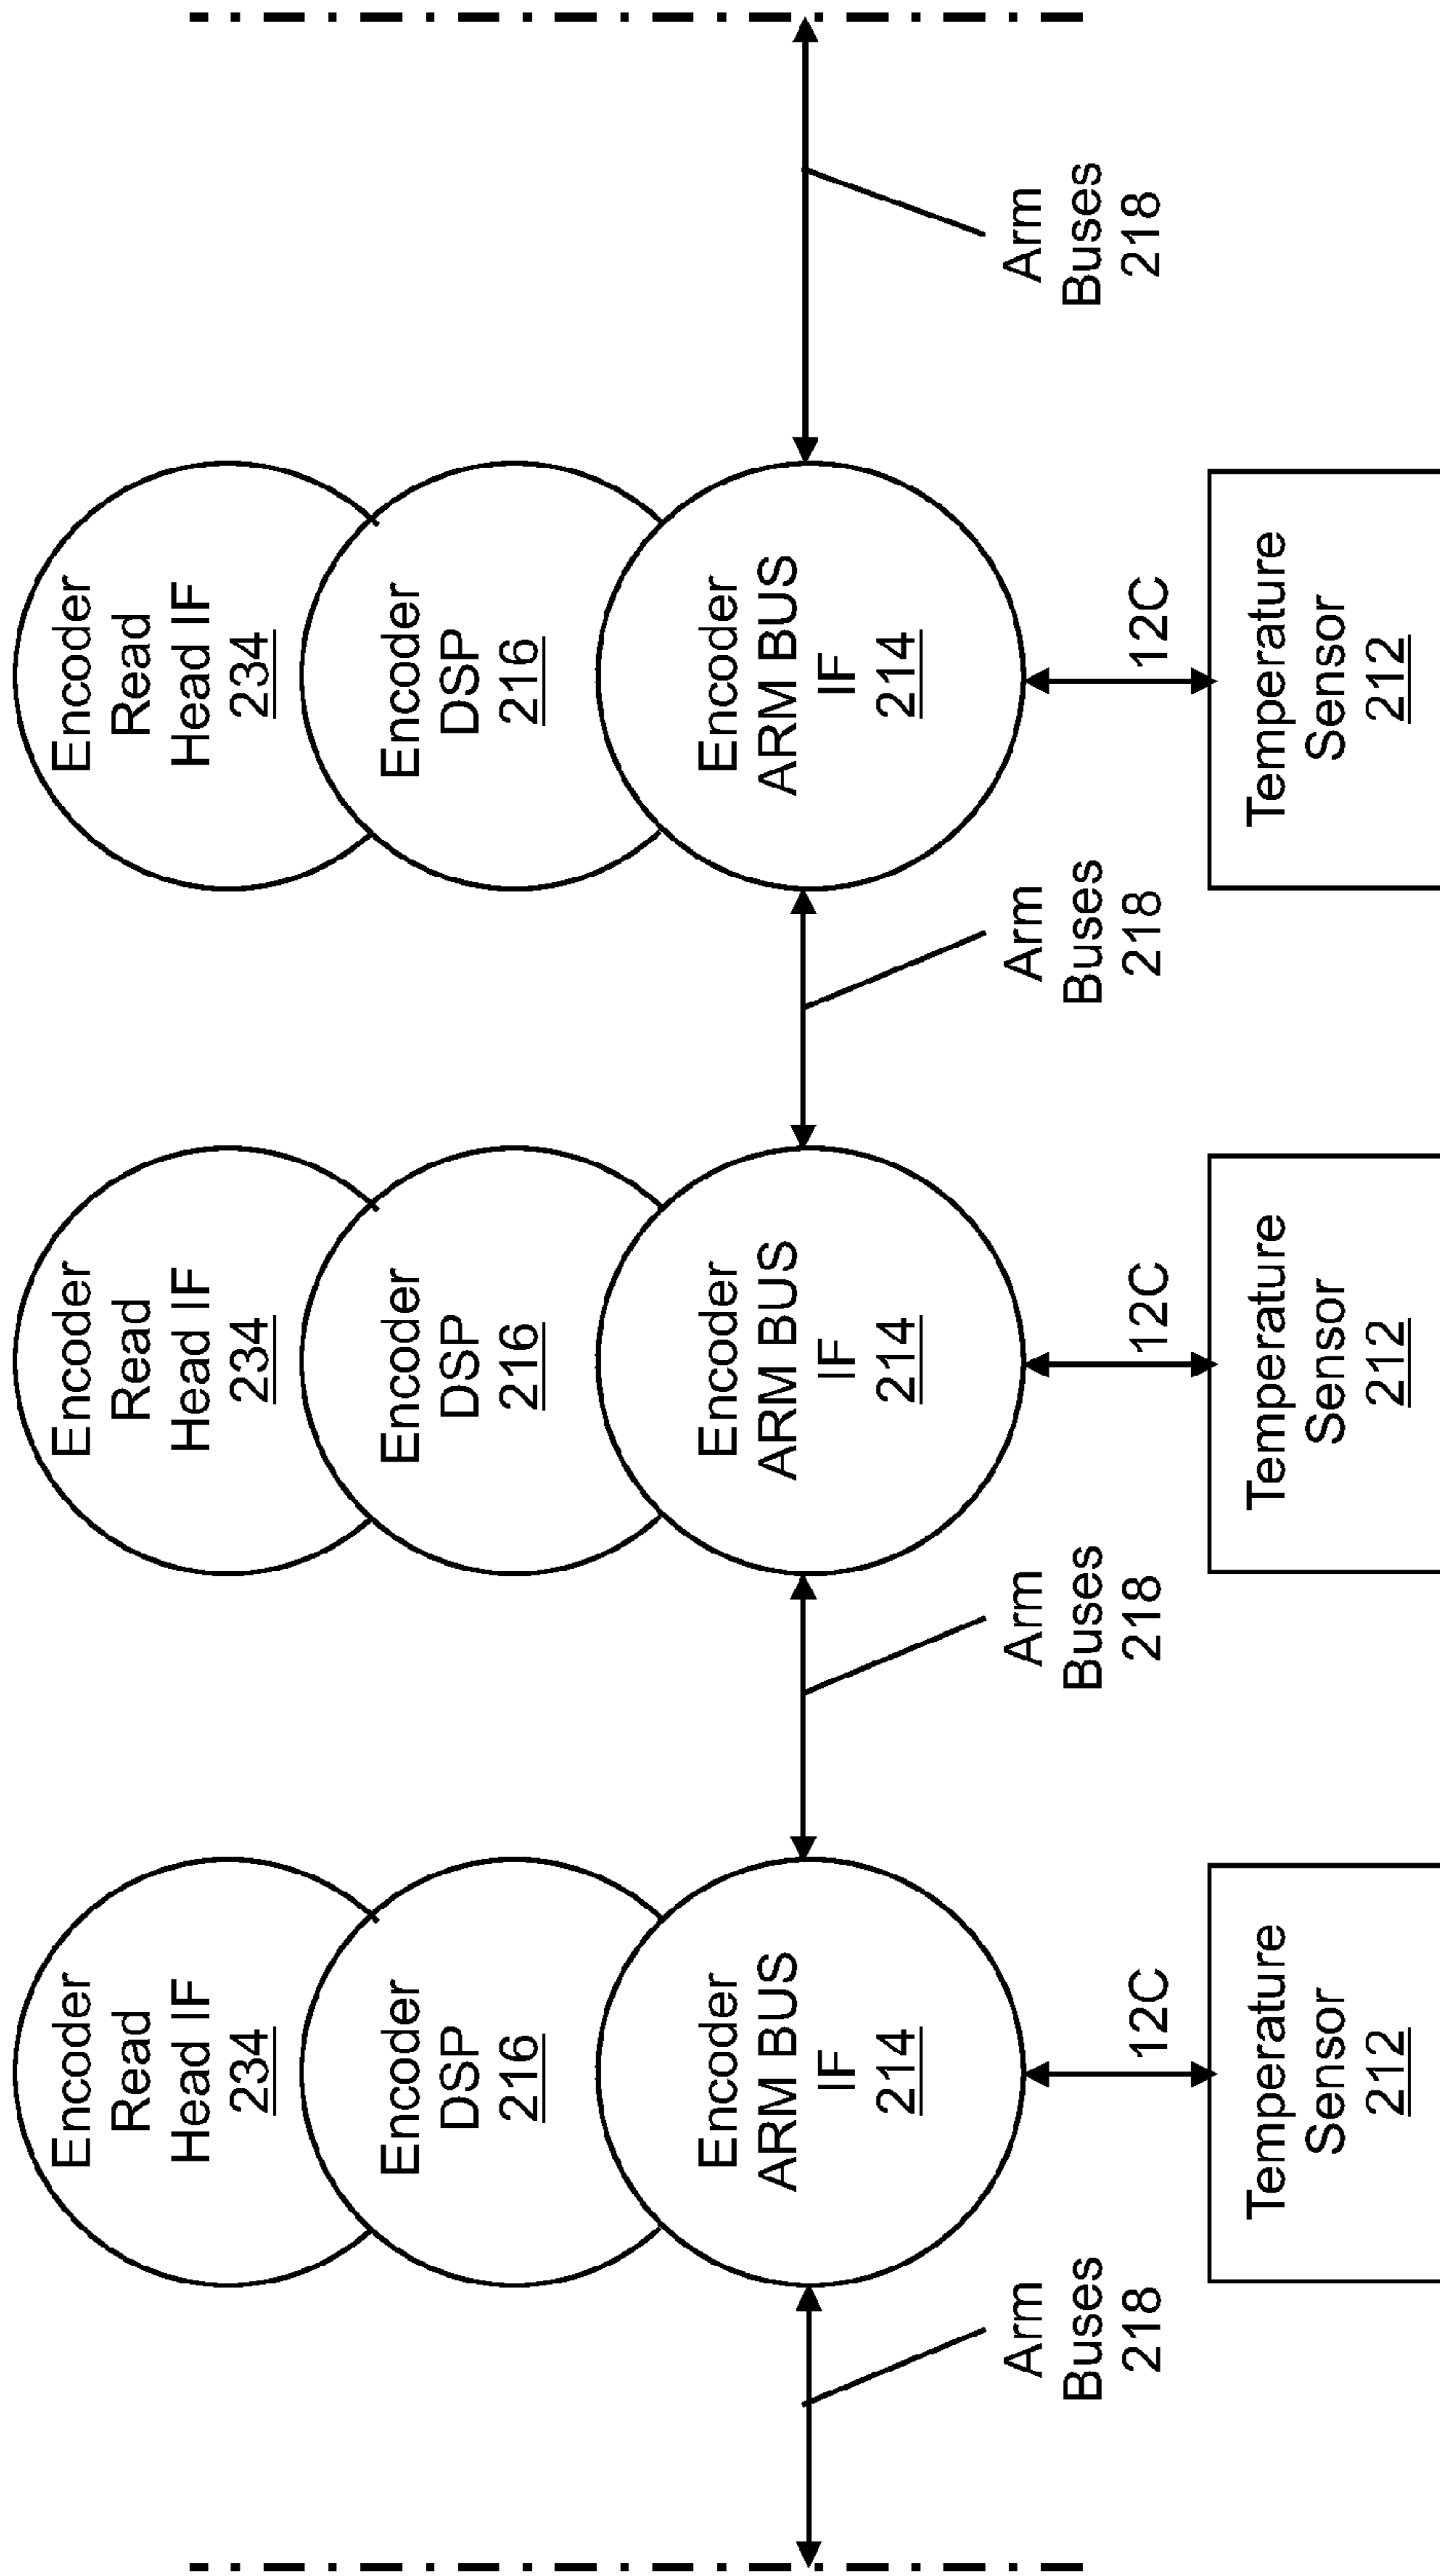 Encoder
Read
Head IF
234
Encoder
Read
Head IF
234
Encoder
Read
Head IF
234
Encoder
DSP
216
Encoder
DSP
216
Encoder
DSP
216
Encoder
ARM BUS
IF
214
Encoder
ARM BUS
IF
214
Encoder
ARM BUS
IF
214
Arm
Buses
218
Arm
Buses
218
Arm
Buses
218
Arm
Buses
218
12C
12C
12C
Temperature
Sensor
212
Temperature
Sensor
212
Temperature
Sensor
212